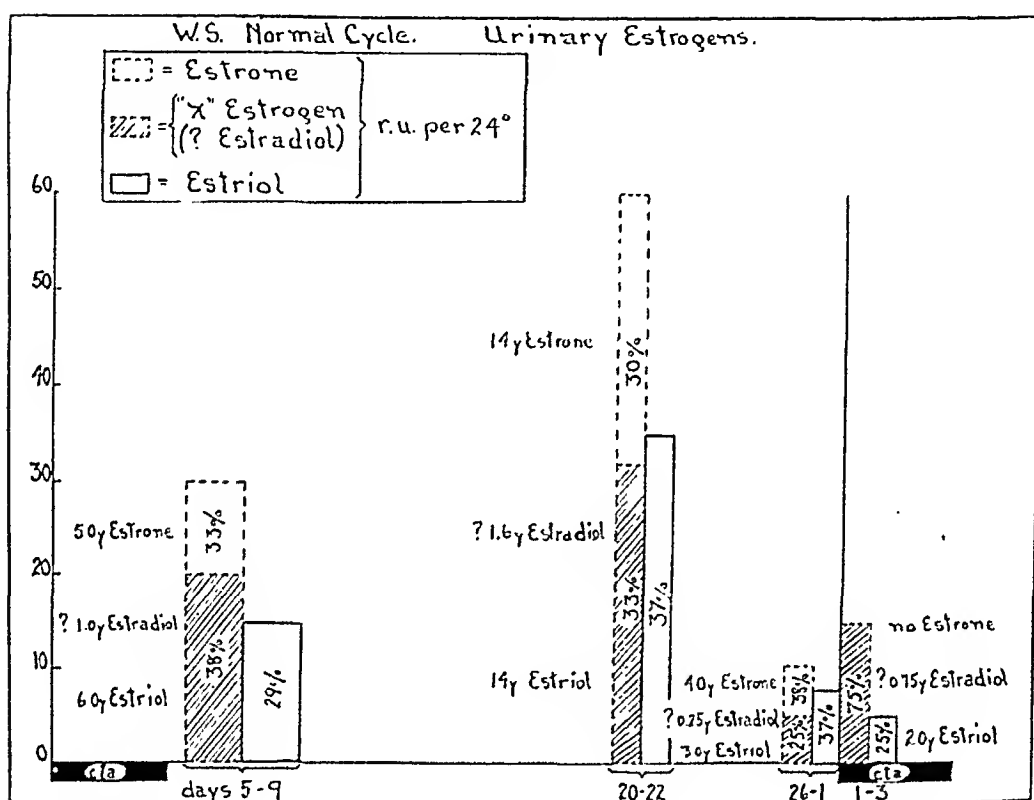 W.S. Normal Cycle. Urinary Estrogens.
= Estrone
= "X" Estrogen
(? Estradiol)
r.u. per 24°
= Estriol
60
50
14γ Estrone
30%
40
30
5.0γ Estrone
33%
? 1.6γ Estradiol
20
33%
37%
? 1.0γ Estradiol
no Estrone
38%
29%
10
6.0γ Estriol
14γ Estriol
4.0γ Estrone
38%
75%
? 0.75γ Estradiol
? 0.25γ Estradiol
25%
37%
3.0γ Estriol
25%
2.0γ Estriol
0
cta
cta
days 5-9
20-22
26-1
1-3